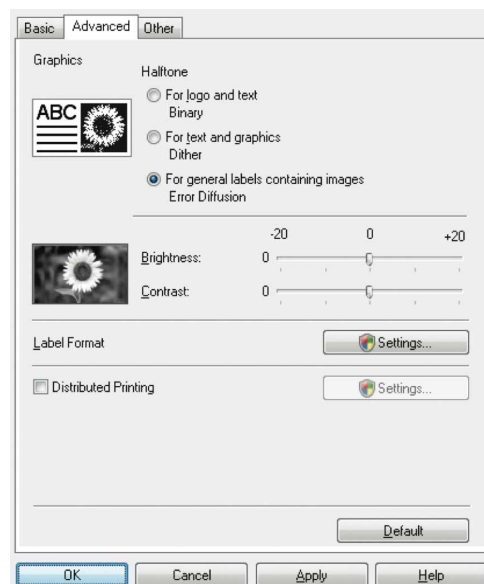 Basic Advanced Other
Graphics
Halftone
ABC
For logo and text
Binary
For text and graphics
Dither
For general labels containing images
Error Diffusion
-20 0 +20
Brightness: 0
Contrast: 0
Label Format Settings...
Distributed Printing Settings...
Default
OK Cancel Apply Help